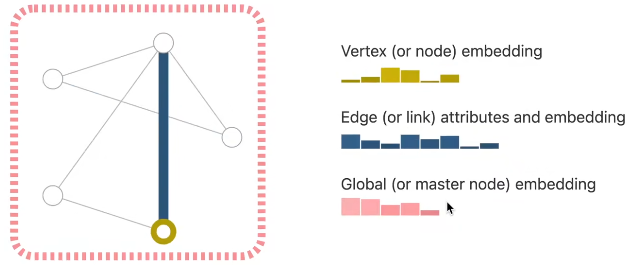 Vertex (or node) embedding
Edge (or link) attributes and embedding
Global (or master node) embedding